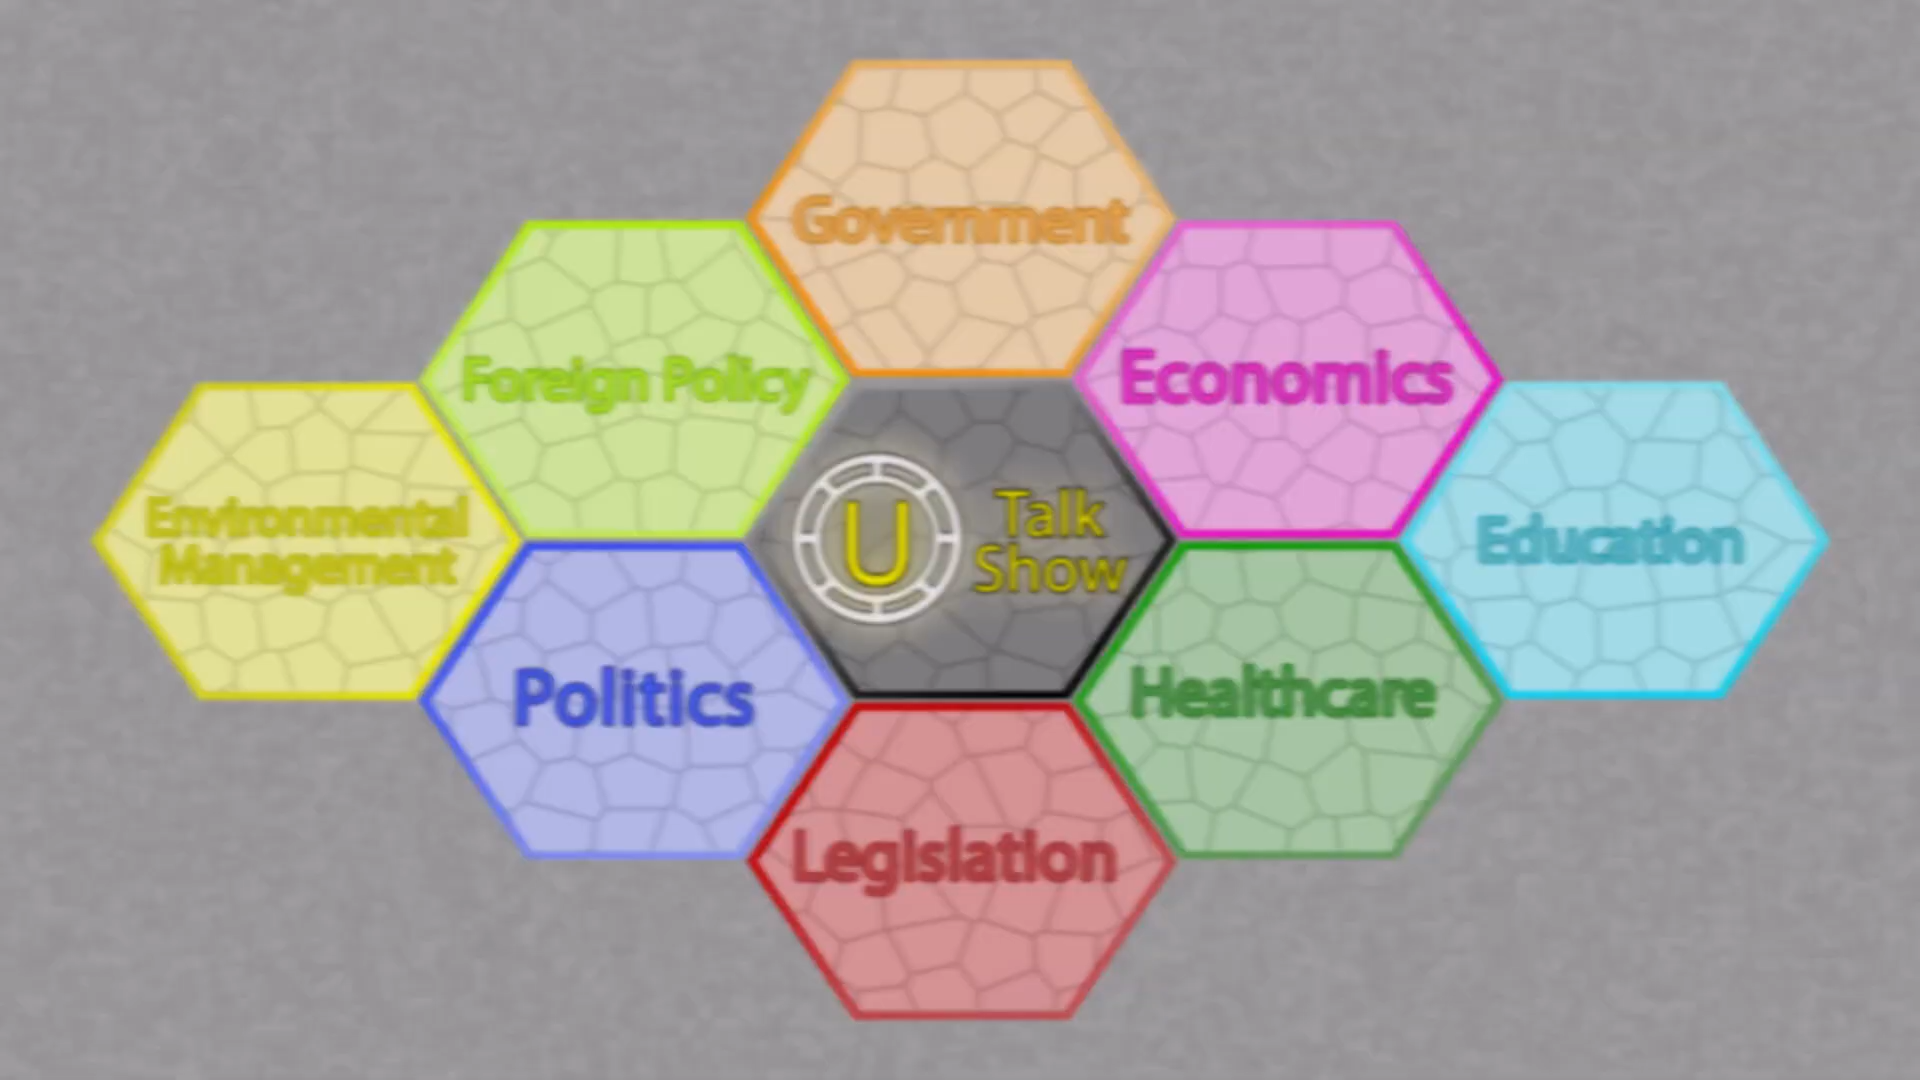 Government
Foreign Policy
Economics
Environmental
Management
U
Talk
Show
Education
Politics
Healthcare
Legislation